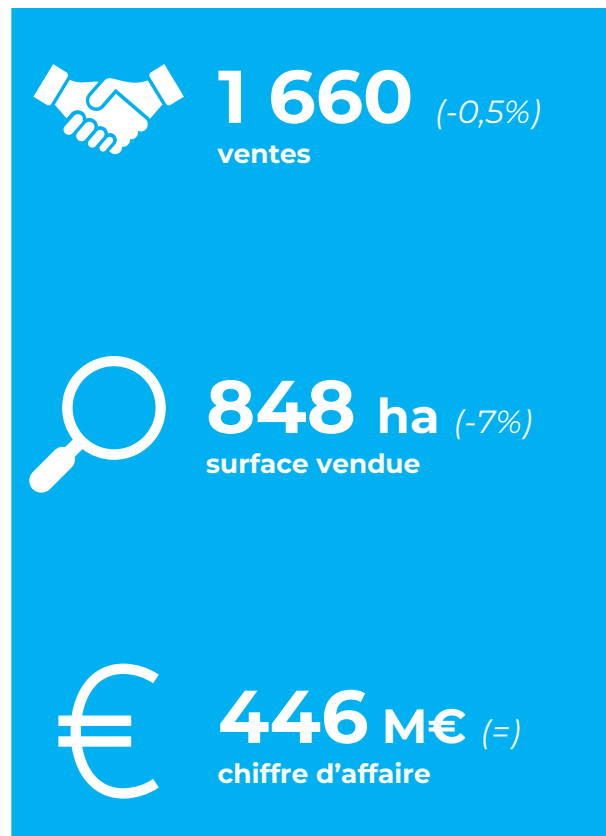 1 660 (-0,5%)
ventes
848 ha (-7%)
surface vendue
446 M€ (=)
chiffre d’affaire